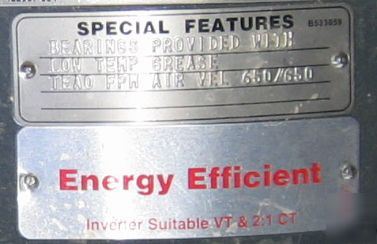 SPECIAL FEATURES B523059
BEARINGS PROVIDED WITH
LOW TEMP GREASE
TEAO FPM AIR VEL 650/650
Energy Efficient
Inverter Suitable VT & 2:1 CT